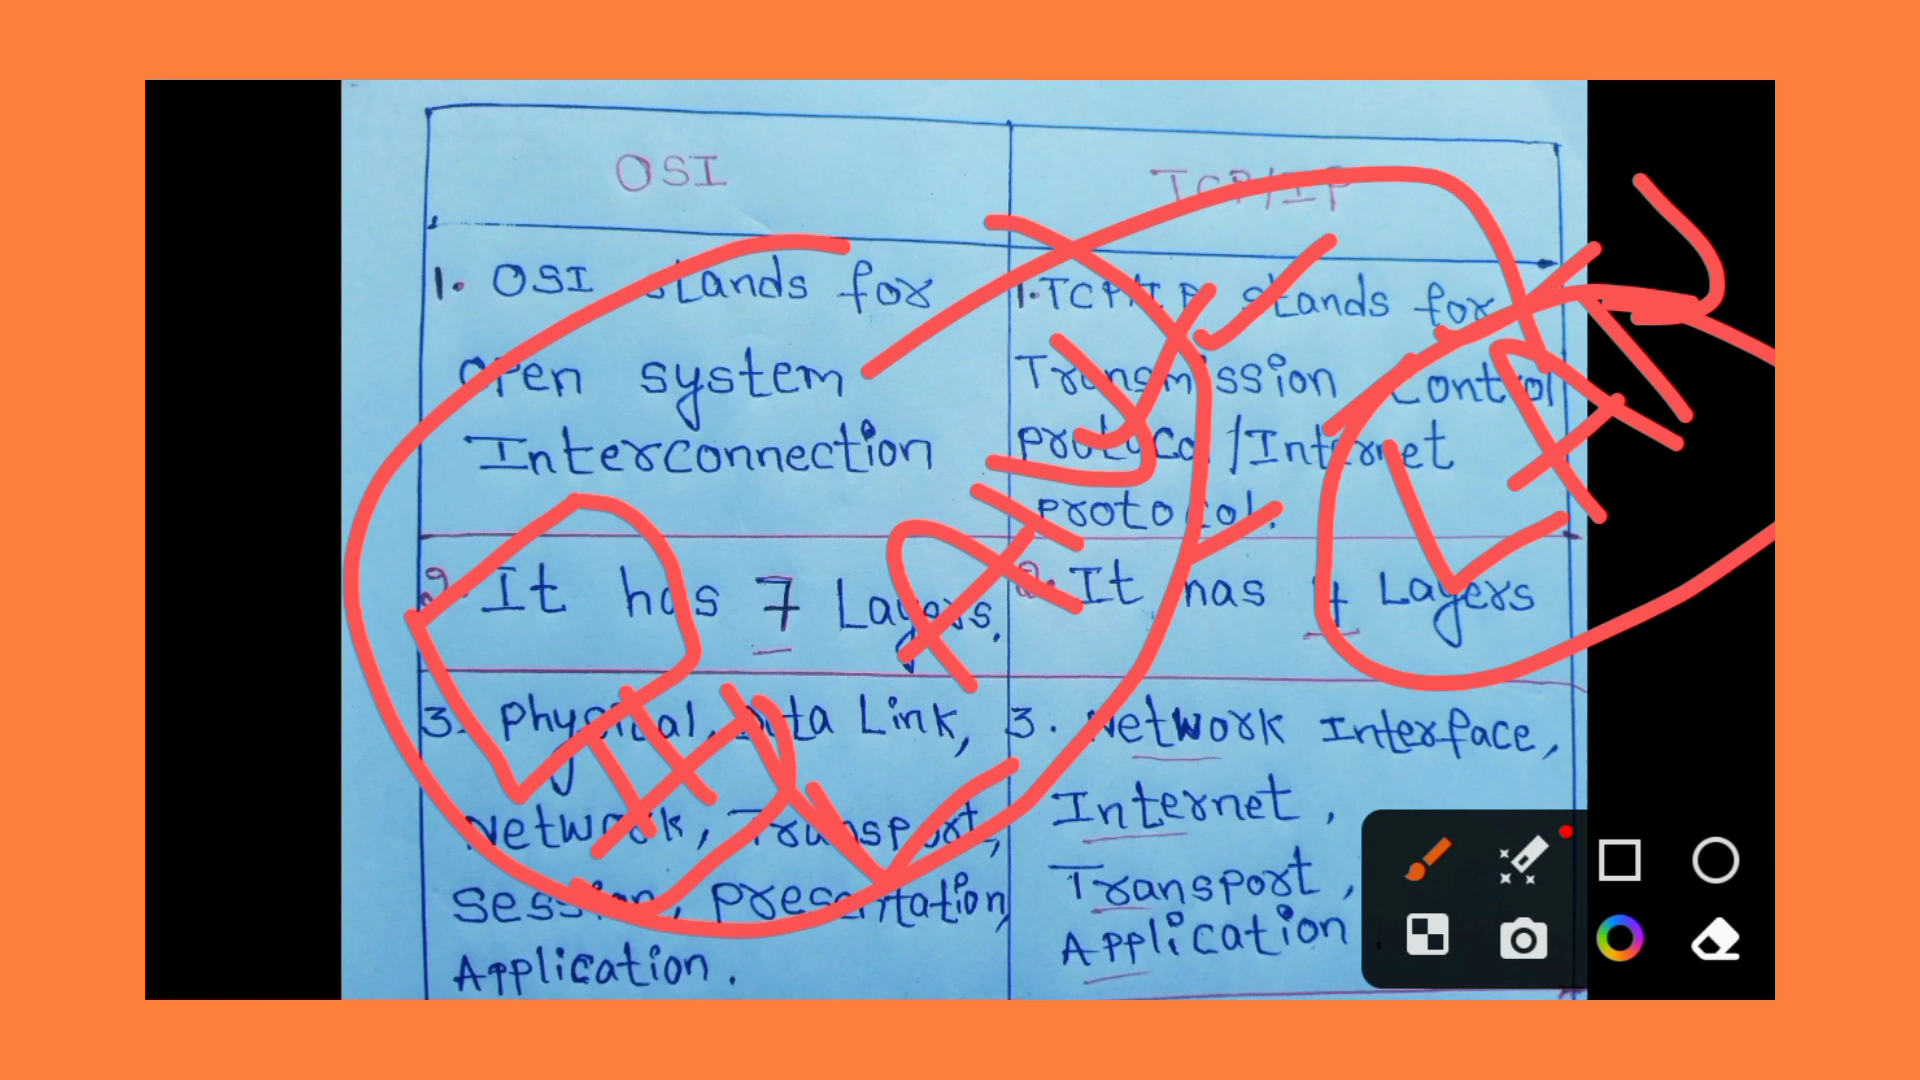 OSI
TCP/IP
1. OSI stands for
open system
Interconnection
1. TCP/IP stands for
Transmission Control
protocol/Internet
protocol.
2. It has 7 Layers.
2. It has 4 Layers
3. Physical, Data Link,
Network, Transport,
Session, presentation,
Application.
3. Network Interface,
Internet,
Transport,
Application.